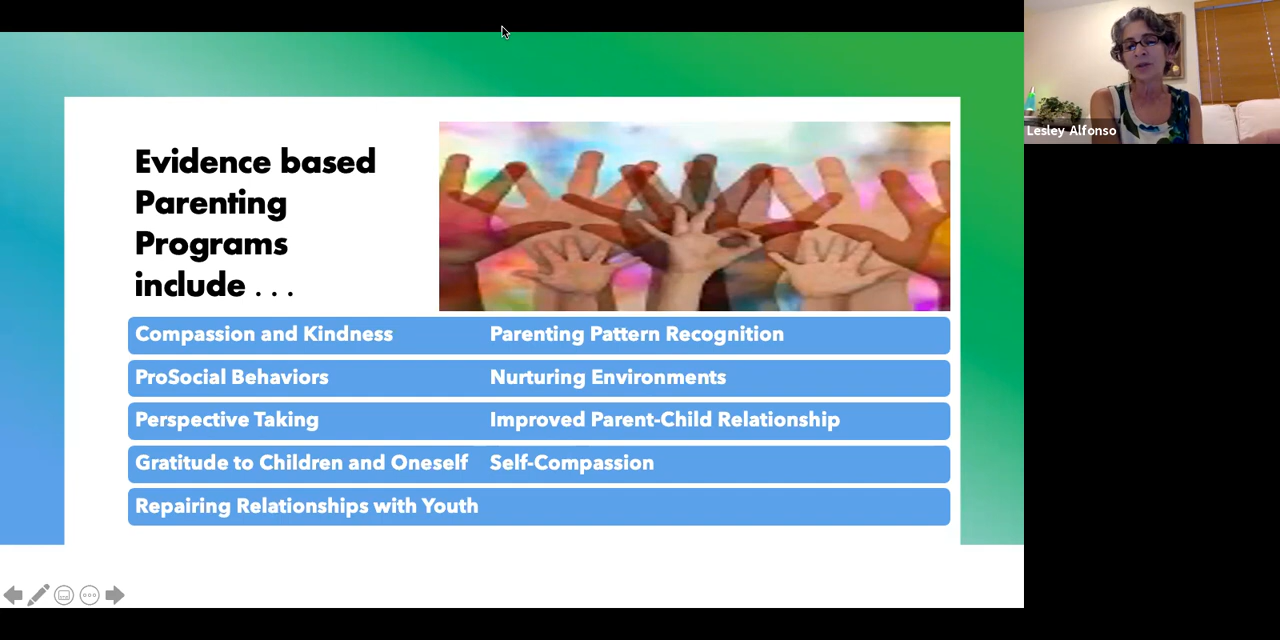 Evidence based
Parenting
Programs
include . . .
Compassion and Kindness Parenting Pattern Recognition
ProSocial Behaviors Nurturing Environments
Perspective Taking Improved Parent-Child Relationship
Gratitude to Children and Oneself Self-Compassion
Repairing Relationships with Youth
Lesley Alfonso